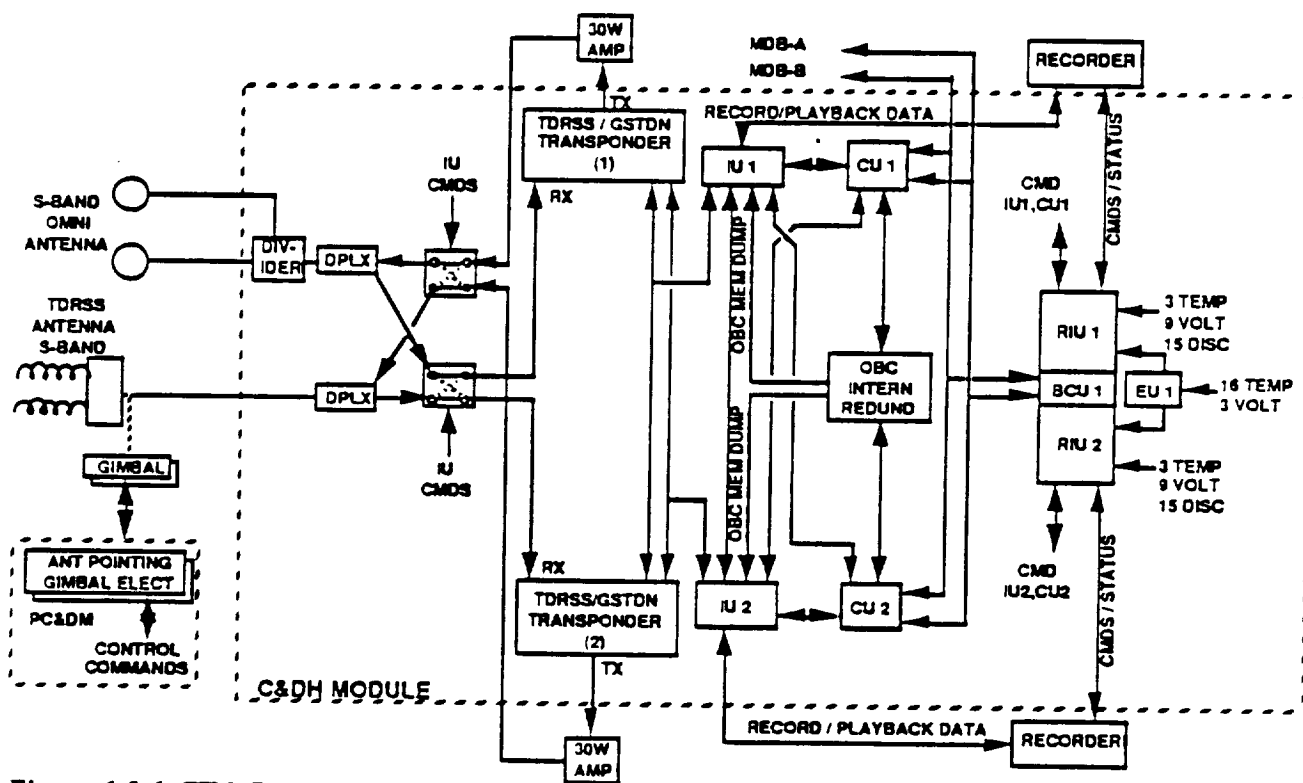 30W
AMP
MDB-A
MDB-B
RECORDER
TX
TDRSS / GSTDN
TRANSPONDER
(1)
RECORD/PLAYBACK DATA
IU
CMDS
IU 1
CU 1
RX
CMD
IU1,CU1
CMDS / STATUS
S-BAND
OMNI
ANTENNA
DIV-
IDER
DPLX
OBC MEM DUMP
TDRSS
ANTENNA
S-BAND
RIU 1
3 TEMP
9 VOLT
15 DISC
OBC
INTERN
REDUND
BCU 1
EU 1
16 TEMP
3 VOLT
DPLX
RIU 2
GIMBAL
IU
CMDS
OBC MEM DUMP
3 TEMP
9 VOLT
15 DISC
ANT POINTING
GIMBAL ELECT
PC&DM
CONTROL
COMMANDS
RX
TDRSS/GSTDN
TRANSPONDER
(2)
TX
IU 2
CU 2
CMD
IU2,CU2
CMDS / STATUS
C&DH MODULE
RECORD / PLAYBACK DATA
RECORDER
30W
AMP